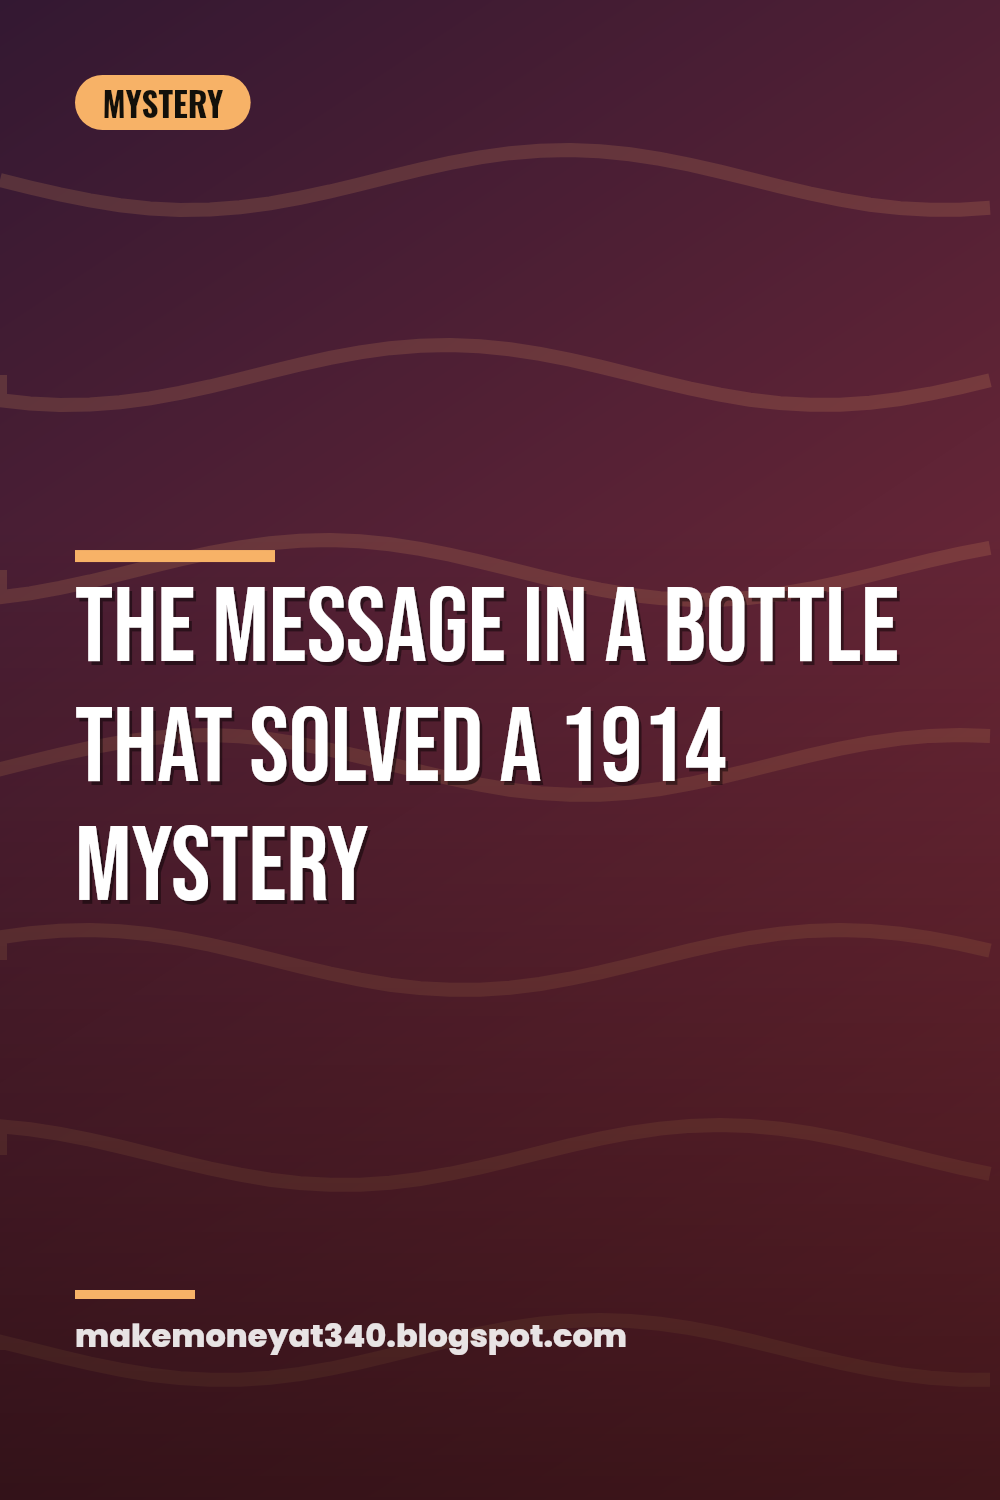 MYSTERY
THE MESSAGE IN A BOTTLE
THAT SOLVED A 1914
MYSTERY
makemoneyat340.blogspot.com